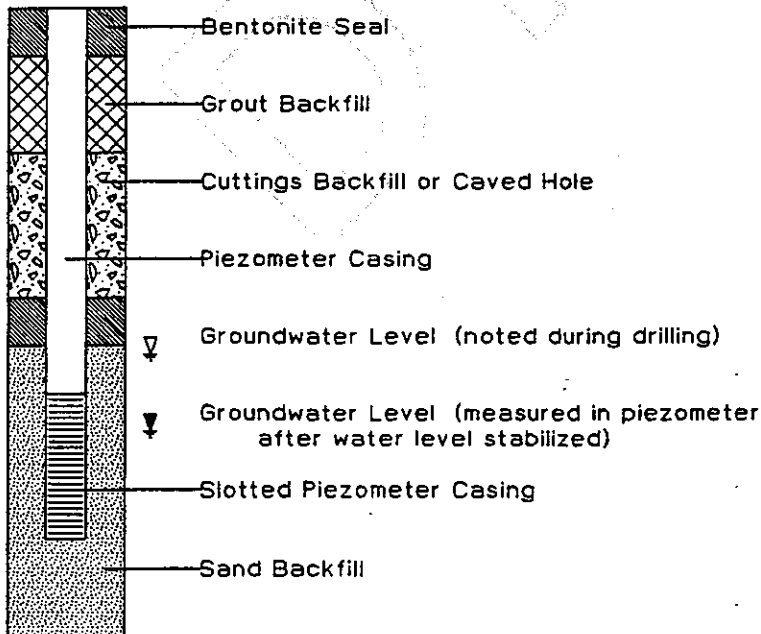 Bentonite Seal
Grout Backfill
Cuttings Backfill or Caved Hole
Piezometer Casing
Groundwater Level (noted during drilling)
Groundwater Level (measured in piezometer
after water level stabilized)
Slotted Piezometer Casing
Sand Backfill